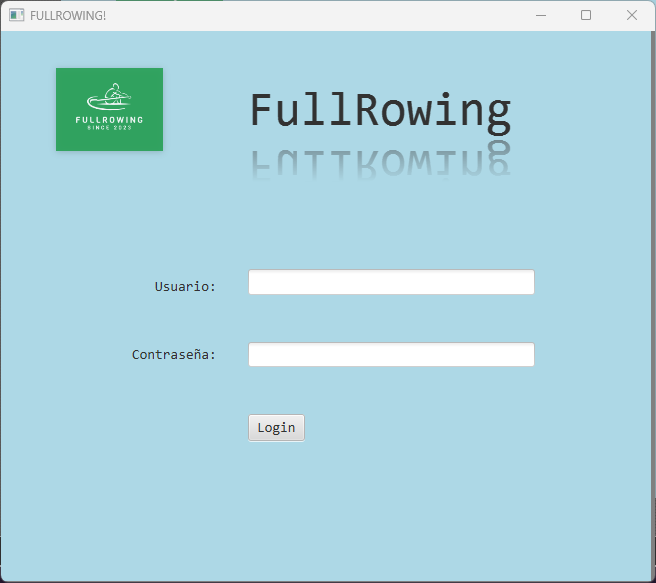 FULLROWING!
FULLROWING
SINCE 2023
FullRowing
Usuario:
Contraseña:
Login